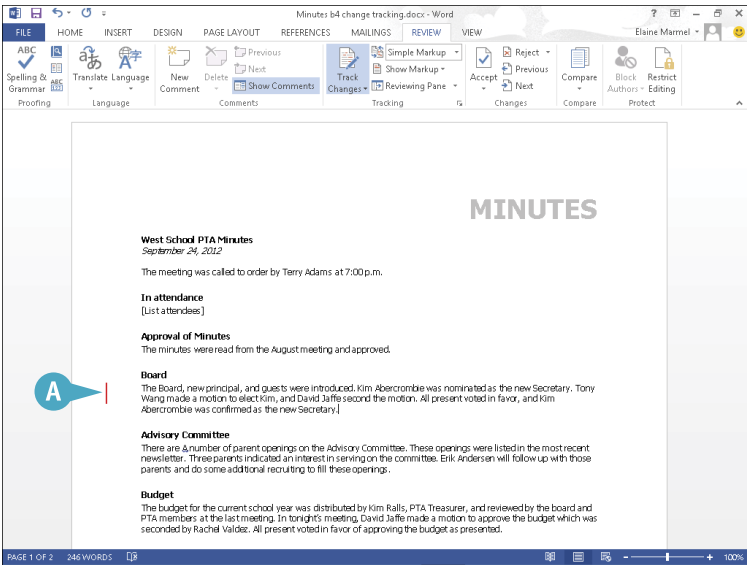 Minutes b4 change tracking.docx - Word
FILE HOME INSERT DESIGN PAGE LAYOUT REFERENCES MAILINGS REVIEW VIEW Elaine Marmel
ABC
Spelling & Grammar
ABC
123
Proofing
Translate Language
Language
New Comment
Delete
Previous
Next
Show Comments
Comments
Track Changes
Simple Markup
Show Markup
Reviewing Pane
Tracking
Accept
Reject
Previous
Next
Changes
Compare
Compare
Block Authors
Restrict Editing
Protect
MINUTES
West School PTA Minutes
September 24, 2012
The meeting was called to order by Terry Adams at 7:00 p.m.
In attendance
[List attendees]
Approval of Minutes
The minutes were read from the August meeting and approved.
Board
A
The Board, new principal, and guests were introduced. Kim Abercrombie was nominated as the new Secretary. Tony
Wang made a motion to elect Kim, and David Jaffe second the motion. All present voted in favor, and Kim
Abercrombie was confirmed as the new Secretary.
Advisory Committee
There are A number of parent openings on the Advisory Committee. These openings were listed in the most recent
newsletter. Three parents indicated an interest in serving on the committee. Erik Andersen will follow up with those
parents and do some additional recruiting to fill these openings.
Budget
The budget for the current school year was distributed by Kim Ralls, PTA Treasurer, and reviewed by the board and
PTA members at the last meeting. In tonight's meeting, David Jaffe made a motion to approve the budget which was
seconded by Rachel Valdez. All present voted in favor of approving the budget as presented.
PAGE 1 OF 2 246 WORDS 100%